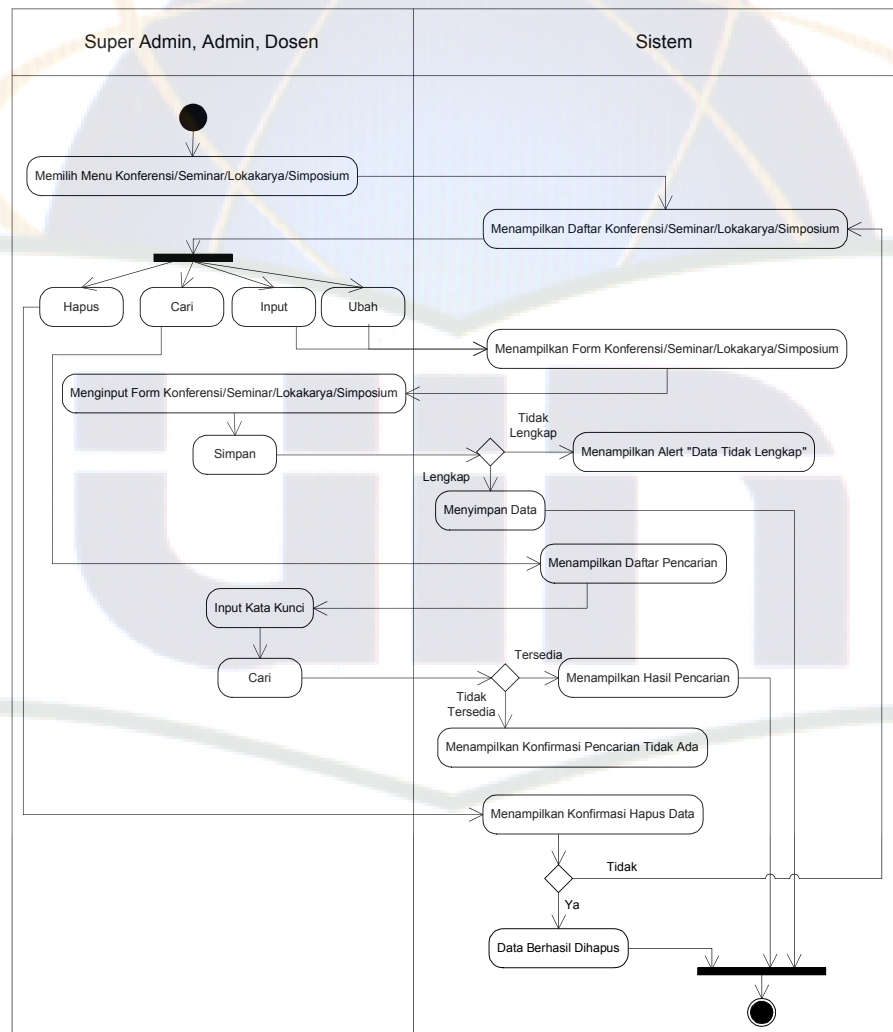 Super Admin, Admin, Dosen
Sistem
Memilih Menu Konferensi/Seminar/Lokakarya/Simposium
Menampilkan Daftar Konferensi/Seminar/Lokakarya/Simposium
Hapus
Cari
Input
Ubah
Menampilkan Form Konferensi/Seminar/Lokakarya/Simposium
Menginput Form Konferensi/Seminar/Lokakarya/Simposium
Tidak
Lengkap
Simpan
Menampilkan Alert "Data Tidak Lengkap"
Lengkap
Menyimpan Data
Menampilkan Daftar Pencarian
Input Kata Kunci
Cari
Tersedia
Menampilkan Hasil Pencarian
Tidak
Tersedia
Menampilkan Konfirmasi Pencarian Tidak Ada
Menampilkan Konfirmasi Hapus Data
Tidak
Ya
Data Berhasil Dihapus
uin